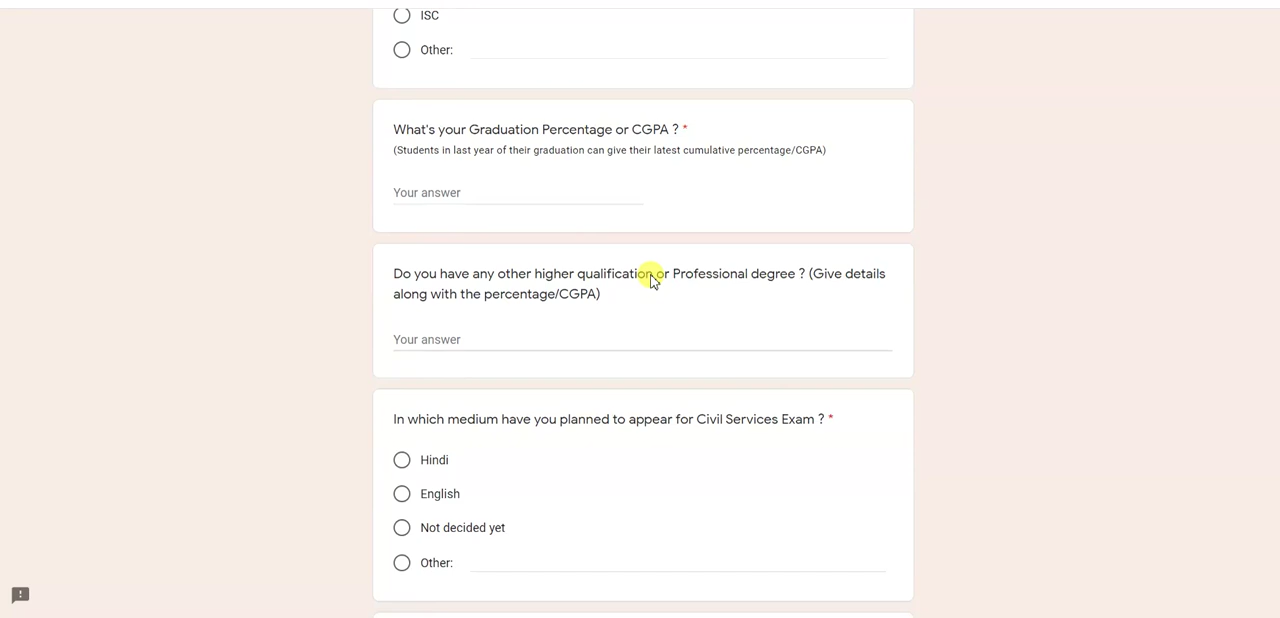 ISC
Other:
What's your Graduation Percentage or CGPA ? *
(Students in last year of their graduation can give their latest cumulative percentage/CGPA)
Your answer
Do you have any other higher qualification or Professional degree ? (Give details
along with the percentage/CGPA)
Your answer
In which medium have you planned to appear for Civil Services Exam ? *
Hindi
English
Not decided yet
Other: